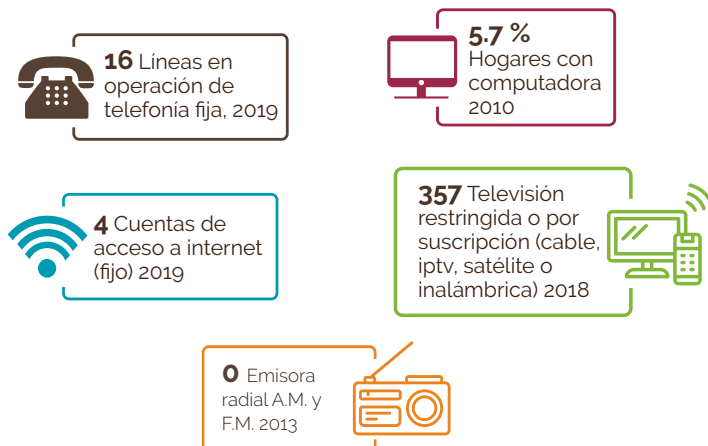 16 Líneas en
operación de
telefonía fija, 2019
5.7 %
Hogares con
computadora
2010
4 Cuentas de
acceso a internet
(fijo) 2019
357 Televisión
restringida o por
suscripción (cable,
iptv, satélite o
inalámbrica) 2018
0 Emisora
radial A.M. y
F.M. 2013